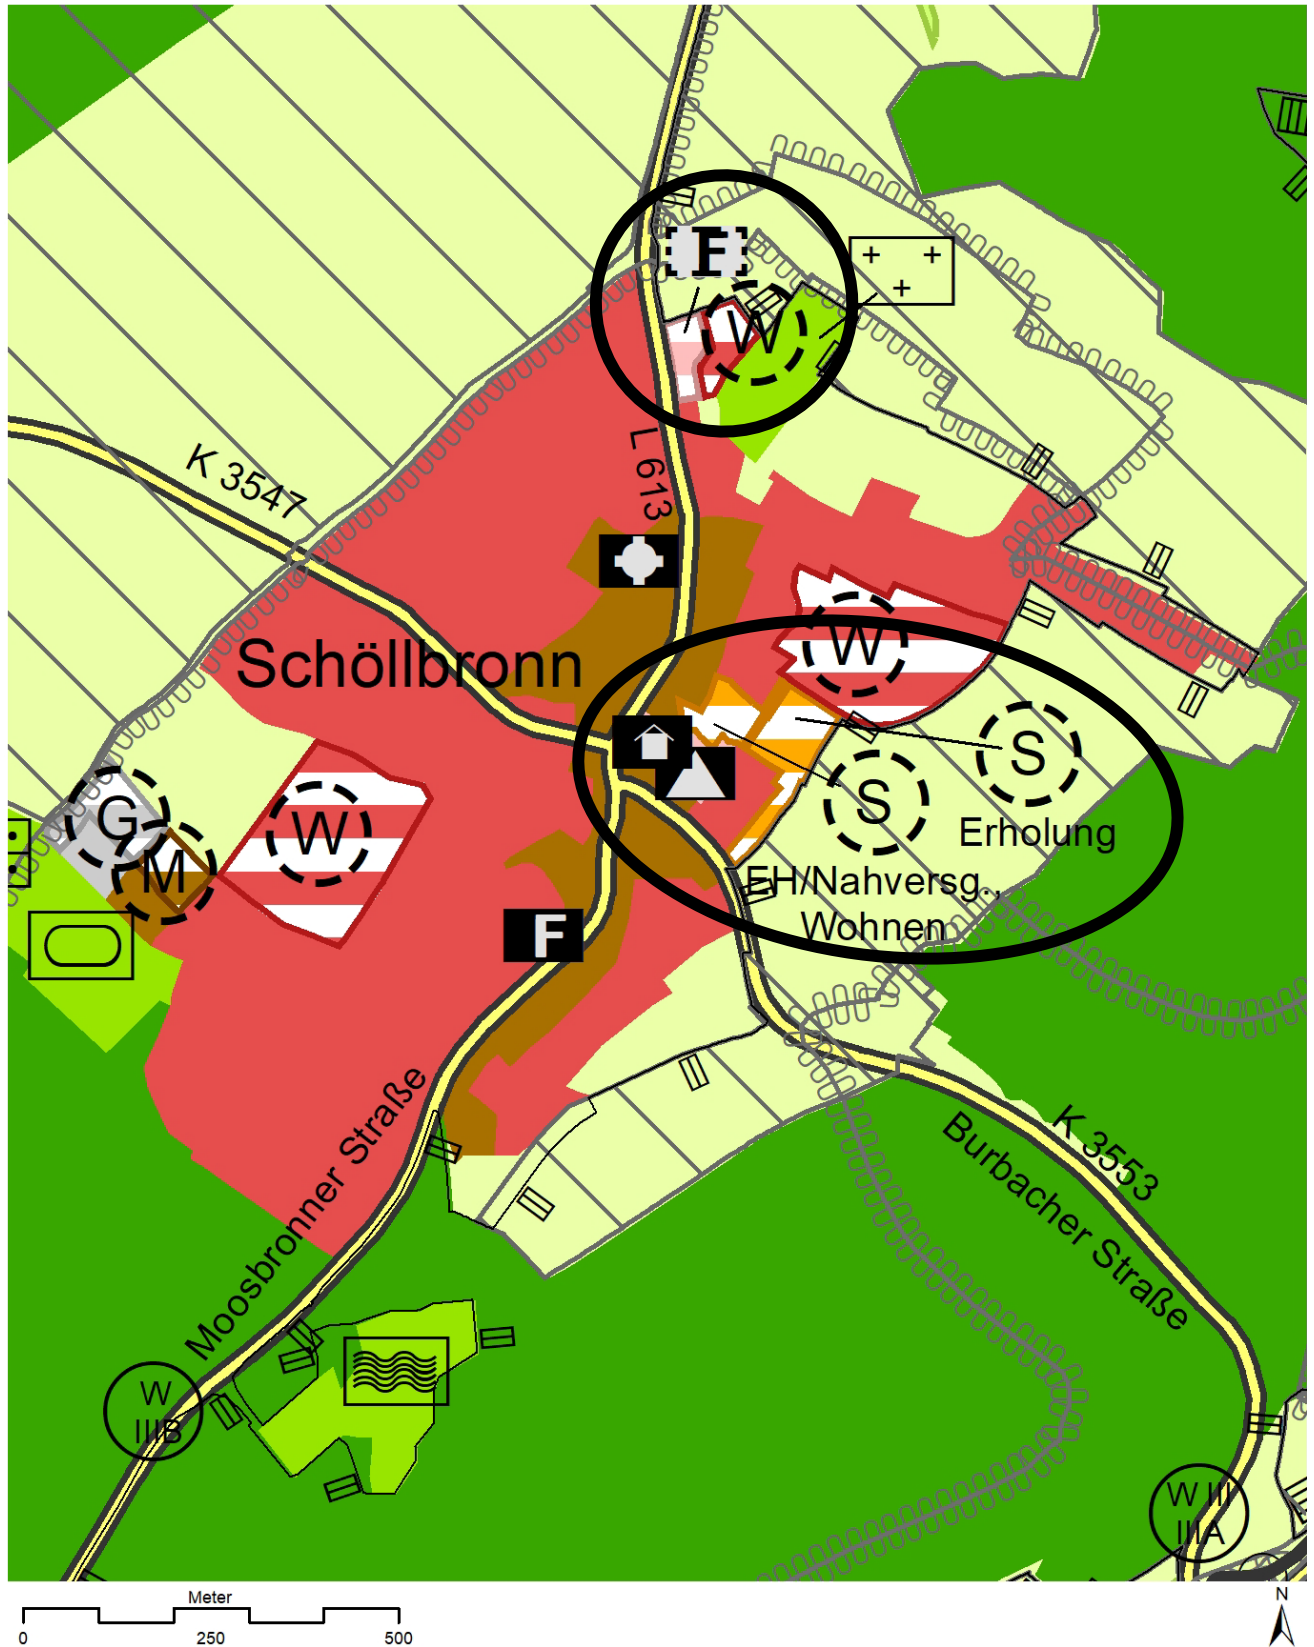 F
W
L 613
K 3547
Schöllbronn
W
S
S
Erholung
G
W
M
EH/Nahversg.,
Wohnen
F
K 3553
Burbacher Straße
Moosbronner Straße
W
IIIB
W III
IIIA
Meter
0 250 500
N